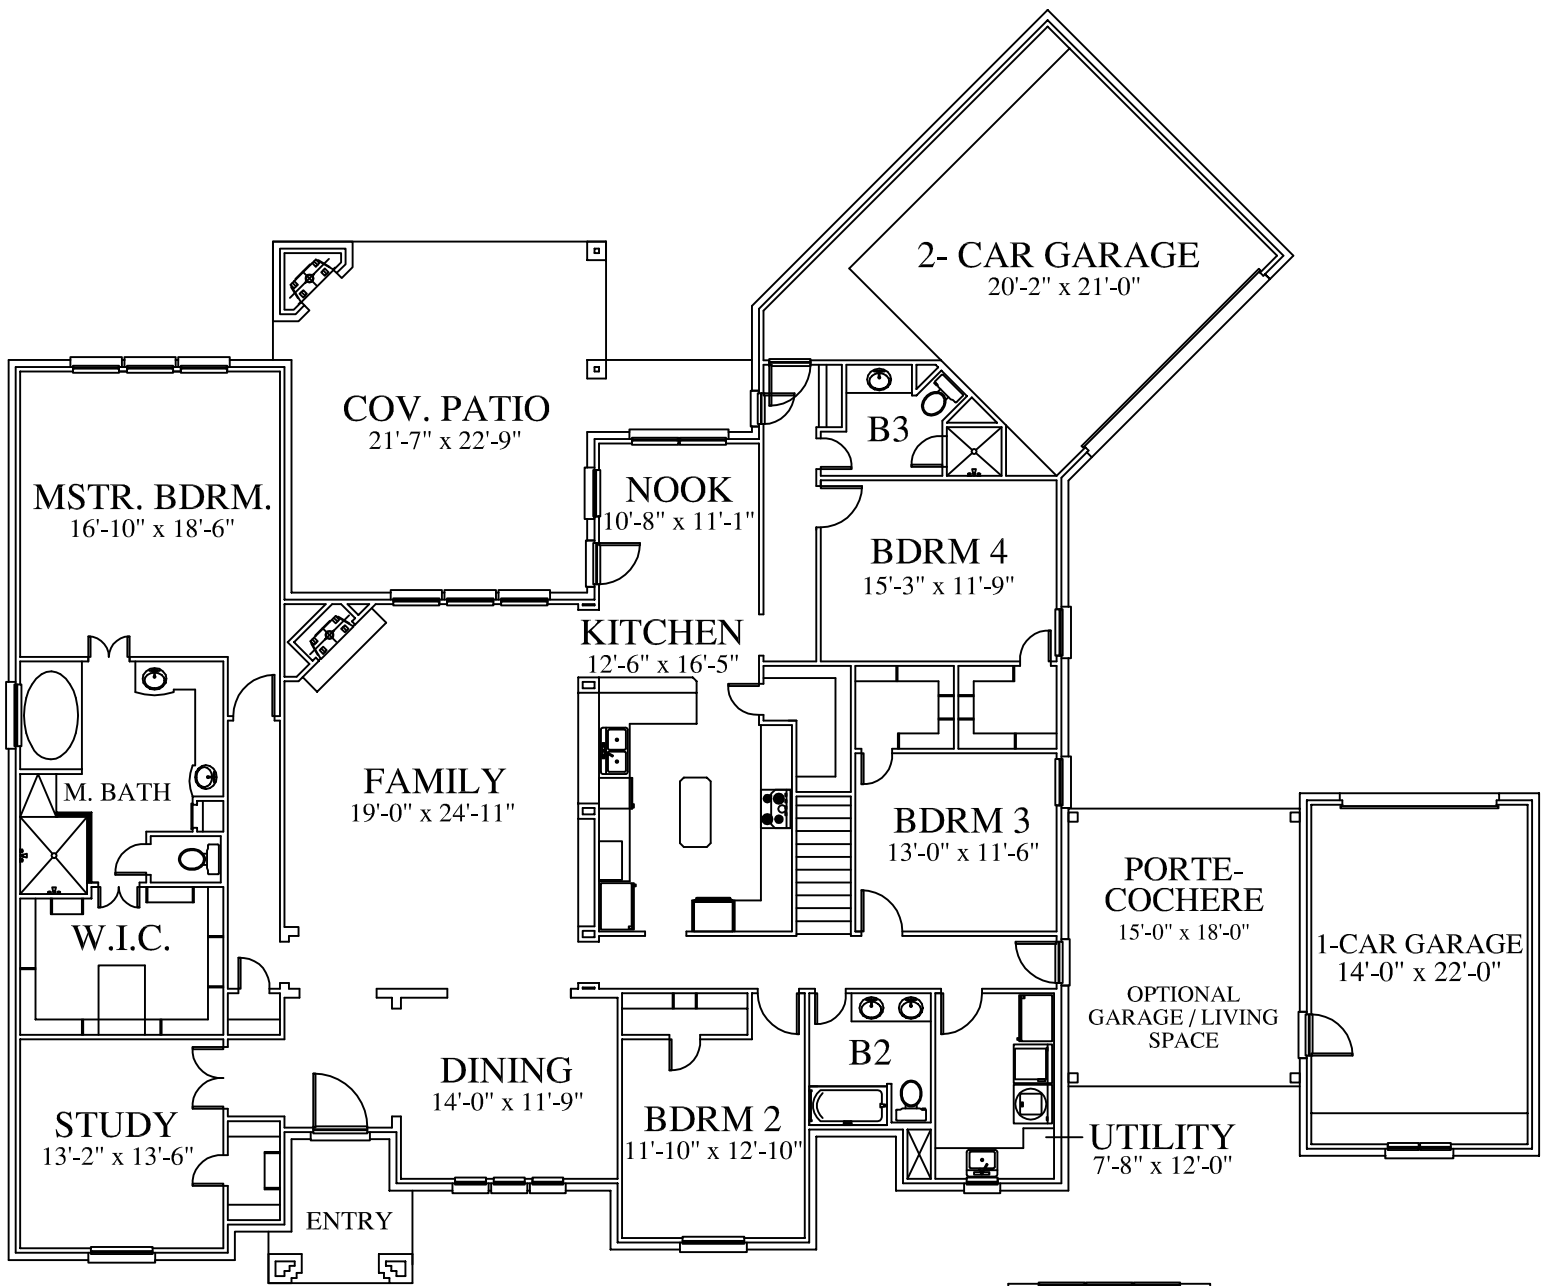 2- CAR GARAGE
20'-2" x 21'-0"
COV. PATIO
21'-7" x 22'-9"
B3
MSTR. BDRM.
16'-10" x 18'-6"
NOOK
10'-8" x 11'-1"
BDRM 4
15'-3" x 11'-9"
KITCHEN
12'-6" x 16'-5"
M. BATH
FAMILY
19'-0" x 24'-11"
BDRM 3
13'-0" x 11'-6"
PORTE-
COCHERE
15'-0" x 18'-0"
OPTIONAL
GARAGE / LIVING
SPACE
1-CAR GARAGE
14'-0" x 22'-0"
W.I.C.
DINING
14'-0" x 11'-9"
B2
STUDY
13'-2" x 13'-6"
BDRM 2
11'-10" x 12'-10"
UTILITY
7'-8" x 12'-0"
ENTRY